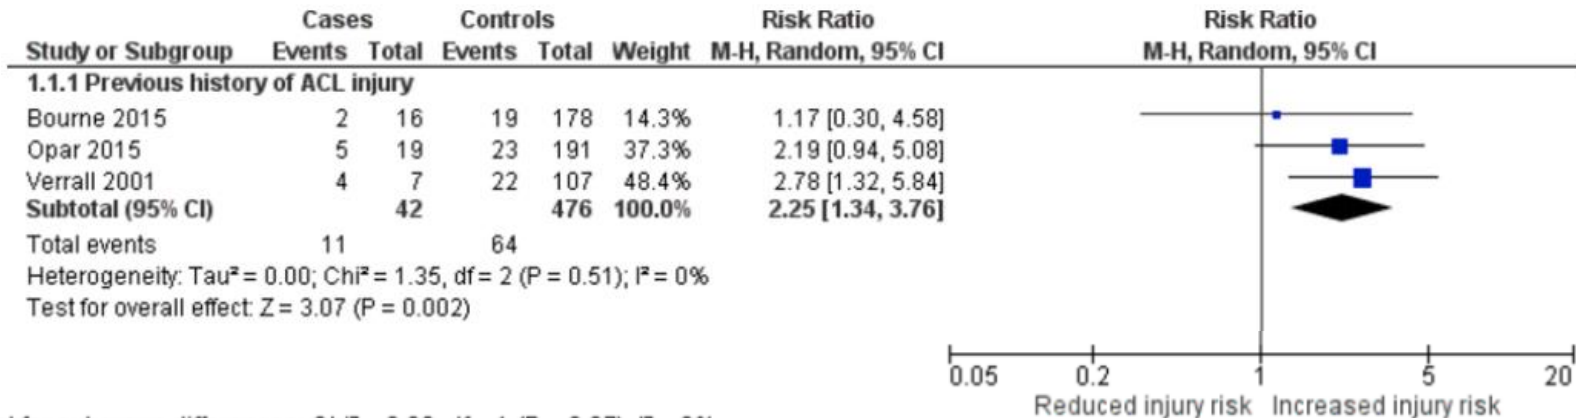 Cases Controls Risk Ratio Risk Ratio
Study or Subgroup Events Total Events Total Weight M-H, Random, 95% CI M-H, Random, 95% CI
1.1.1 Previous history of ACL injury
Bourne 2015 2 16 19 178 14.3% 1.17 [0.30, 4.58]
Opar 2015 5 19 23 191 37.3% 2.19 [0.94, 5.08]
Verrall 2001 4 7 22 107 48.4% 2.78 [1.32, 5.84]
Subtotal (95% CI) 42 476 100.0% 2.25 [1.34, 3.76]
Total events 11 64
Heterogeneity: Tau² = 0.00; Chi² = 1.35, df = 2 (P = 0.51); I² = 0%
Test for overall effect: Z = 3.07 (P = 0.002)
0.05 0.2 1 5 20
Reduced injury risk Increased injury risk